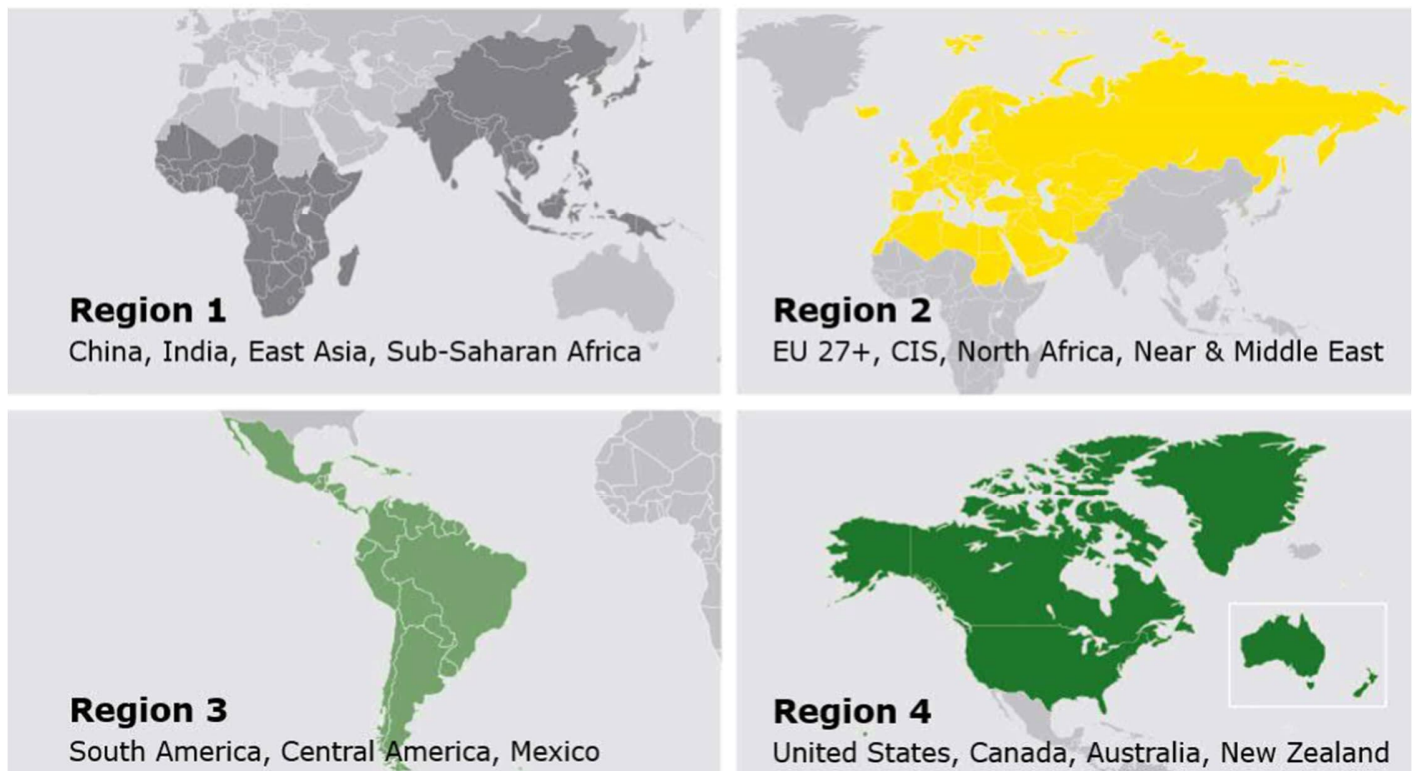 Region 1
China, India, East Asia, Sub-Saharan Africa
Region 2
EU 27+, CIS, North Africa, Near & Middle East
Region 3
South America, Central America, Mexico
Region 4
United States, Canada, Australia, New Zealand